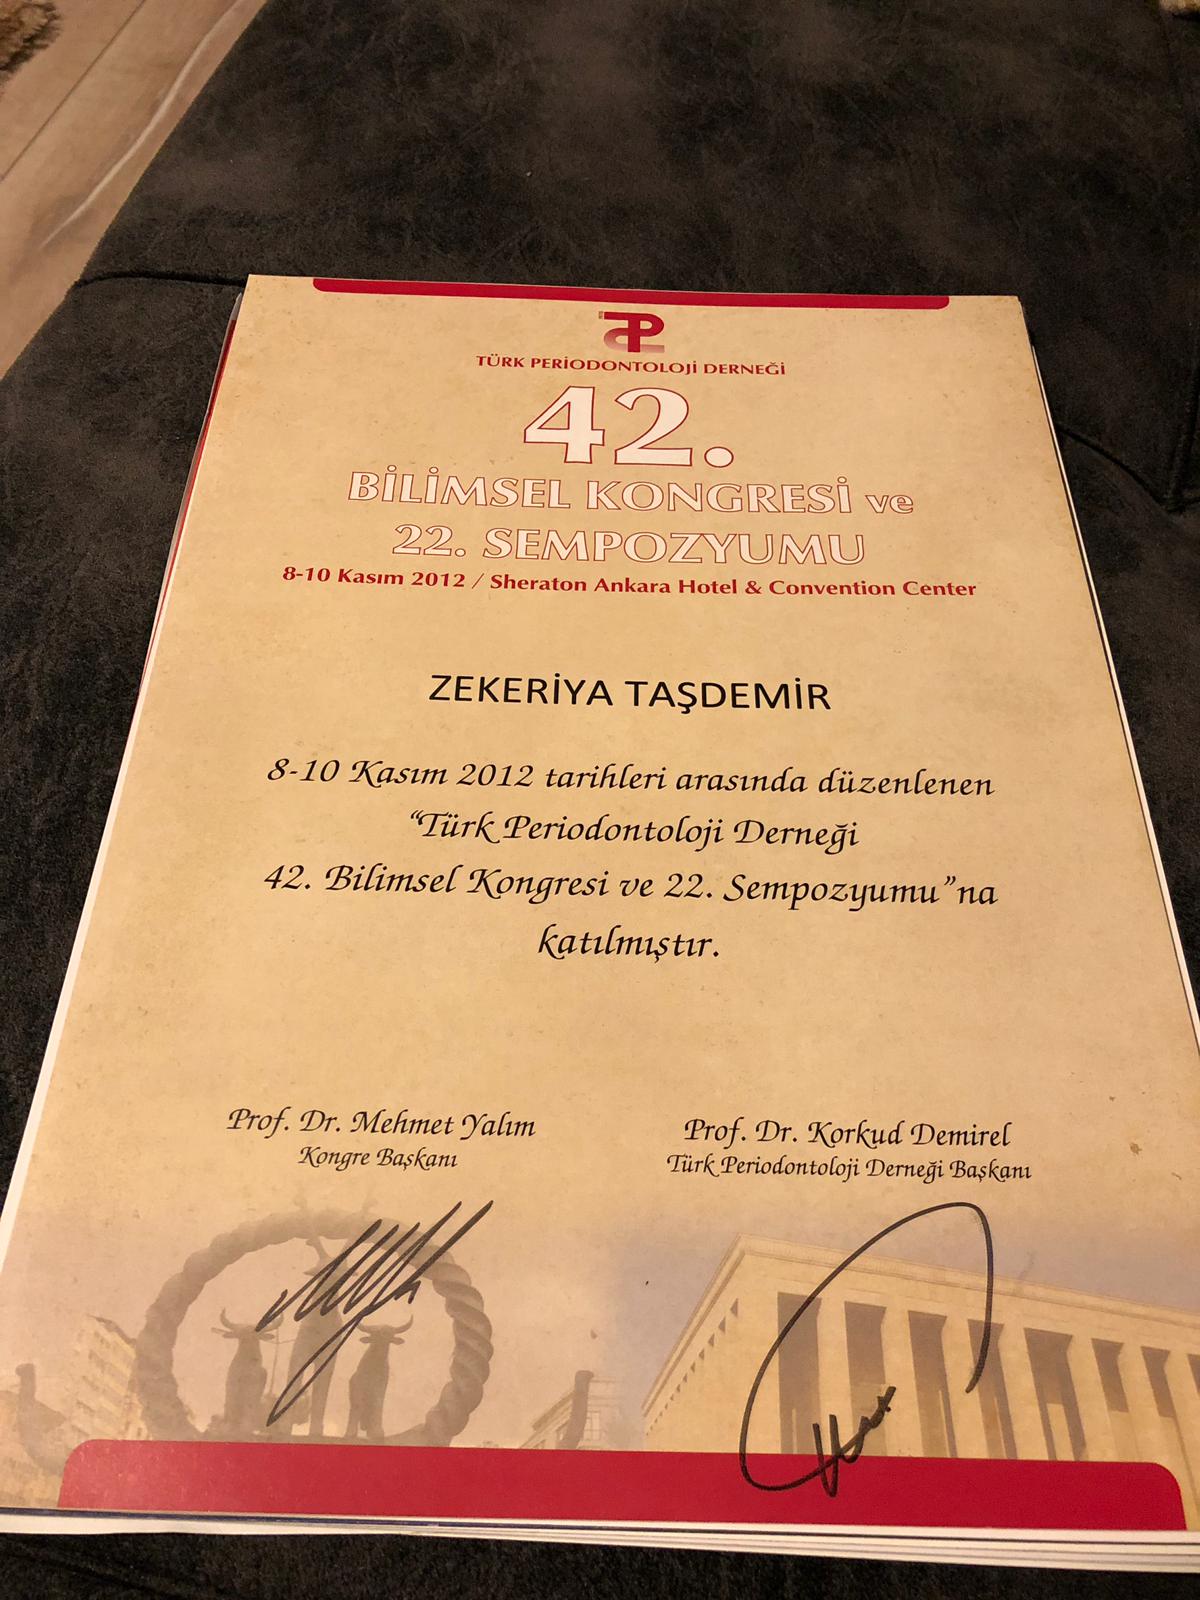 TÜRK PERİODONTOLOJİ DERNEĞİ
42.
BİLİMSEL KONGRESİ ve
22. SEMPOZYUMU
8-10 Kasım 2012 / Sheraton Ankara Hotel & Convention Center
ZEKERİYA TAŞDEMİR
8-10 Kasım 2012 tarihleri arasında düzenlenen
“Türk Periodontoloji Derneği
42. Bilimsel Kongresi ve 22. Sempozyumu”na
katılmıştır.
Prof. Dr. Mehmet Yalım
Kongre Başkanı
Prof. Dr. Korkud Demirel
Türk Periodontoloji Derneği Başkanı